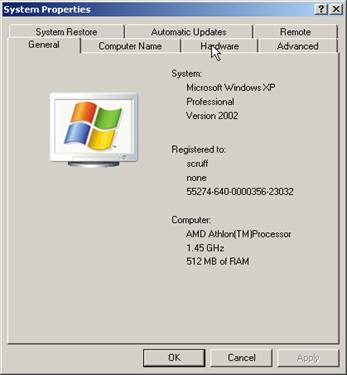 System Properties
System Restore Automatic Updates Remote
General Computer Name Hardware Advanced
System:
Microsoft Windows XP
Professional
Version 2002
Registered to:
scruff
none
55274-640-0000356-23032
Computer:
AMD Athlon(TM)Processor
1.45 GHz
512 MB of RAM
OK Cancel Apply